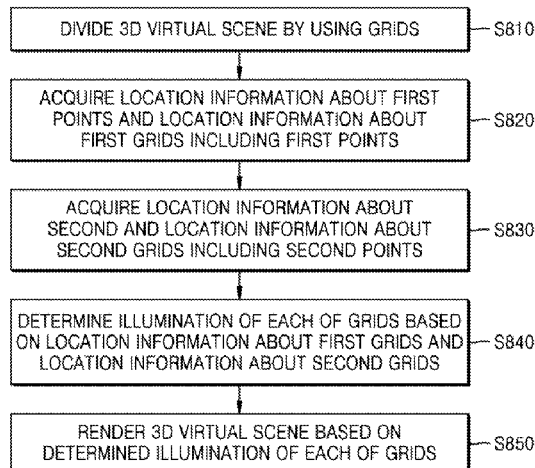 DIVIDE 3D VIRTUAL SCENE BY USING GRIDS
S810
ACQUIRE LOCATION INFORMATION ABOUT FIRST
POINTS AND LOCATION INFORMATION ABOUT
FIRST GRIDS INCLUDING FIRST POINTS
S820
ACQUIRE LOCATION INFORMATION ABOUT
SECOND AND LOCATION INFORMATION ABOUT
SECOND GRIDS INCLUDING SECOND POINTS
S830
DETERMINE ILLUMINATION OF EACH OF GRIDS BASED
ON LOCATION INFORMATION ABOUT FIRST GRIDS AND
LOCATION INFORMATION ABOUT SECOND GRIDS
S840
RENDER 3D VIRTUAL SCENE BASED ON
DETERMINED ILLUMINATION OF EACH OF GRIDS
S850